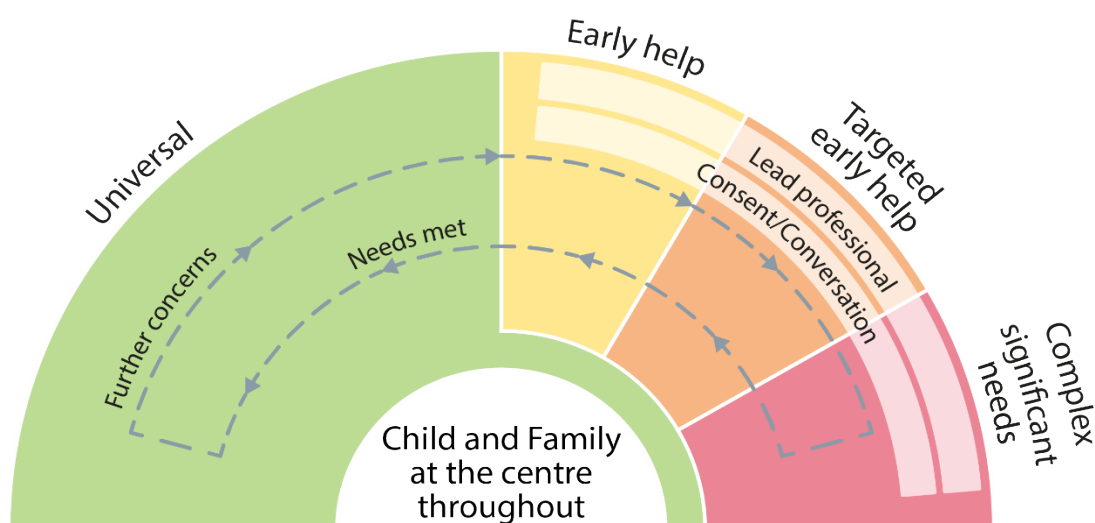 Universal
Early help
Targeted
early help
Complex
significant
needs
Lead professional
Consent/Conversation
Further concerns
Needs met
Child and Family
at the centre
throughout